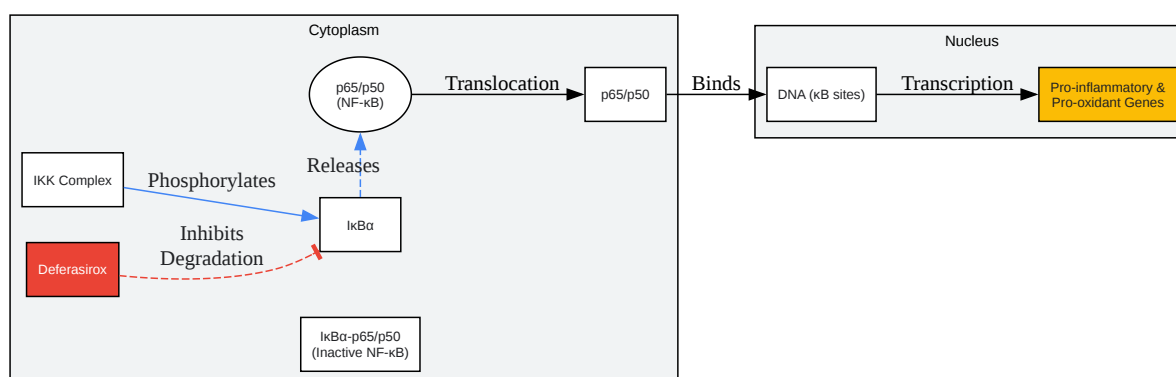 Cytoplasm
Nucleus
p65/p50
(NF-κB)
Translocation
p65/p50
Binds
DNA (κB sites)
Transcription
Pro-inflammatory &
Pro-oxidant Genes
Releases
IKK Complex
Phosphorylates
IκBα
Inhibits
Degradation
Deferasirox
IκBα-p65/p50
(Inactive NF-κB)